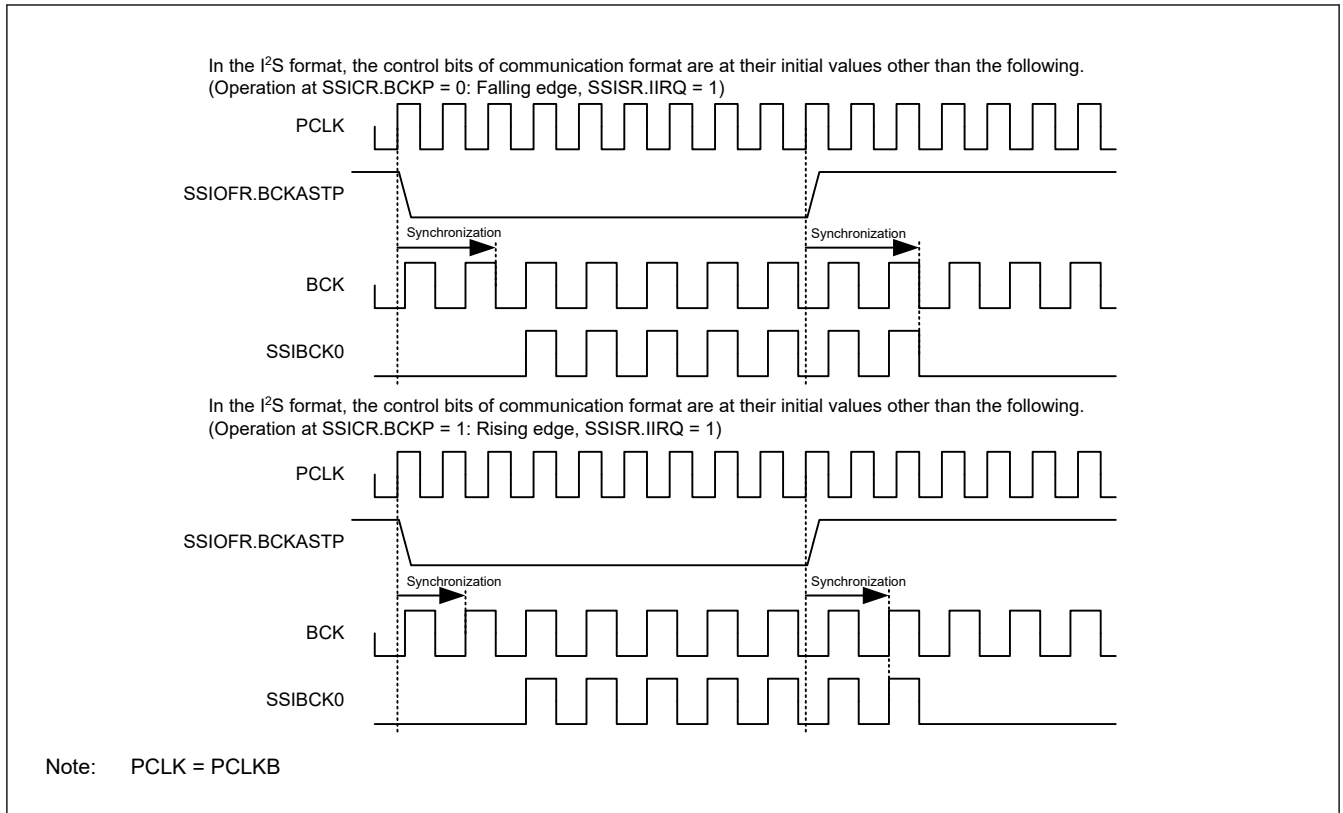 In the I²S format, the control bits of communication format are at their initial values other than the following.
(Operation at SSICR.BCKP = 0: Falling edge, SSISR.IIRQ = 1)
PCLK
SSIOFR.BCKASTP
Synchronization Synchronization
BCK
SSIBCK0
In the I²S format, the control bits of communication format are at their initial values other than the following.
(Operation at SSICR.BCKP = 1: Rising edge, SSISR.IIRQ = 1)
PCLK
SSIOFR.BCKASTP
Synchronization Synchronization
BCK
SSIBCK0
Note: PCLK = PCLKB